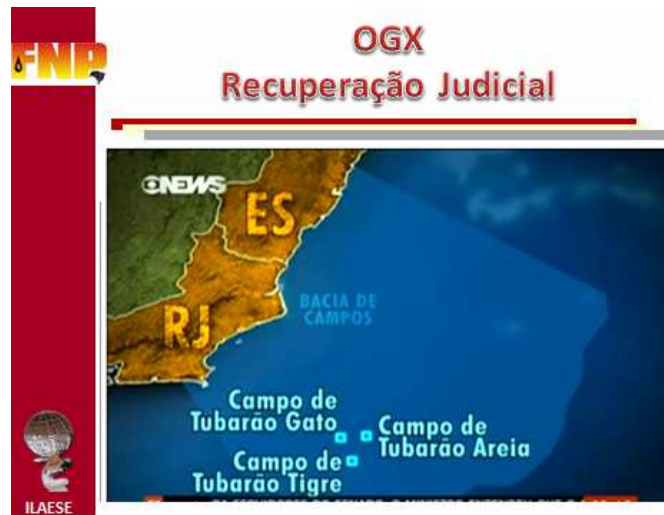 FNP
OGX
Recuperação Judicial
NEWS
ES
RJ
BACIA DE
CAMPOS
Campo de
Tubarão Gato
Campo de
Tubarão Areia
Campo de
Tubarão Tigre
ILAESE